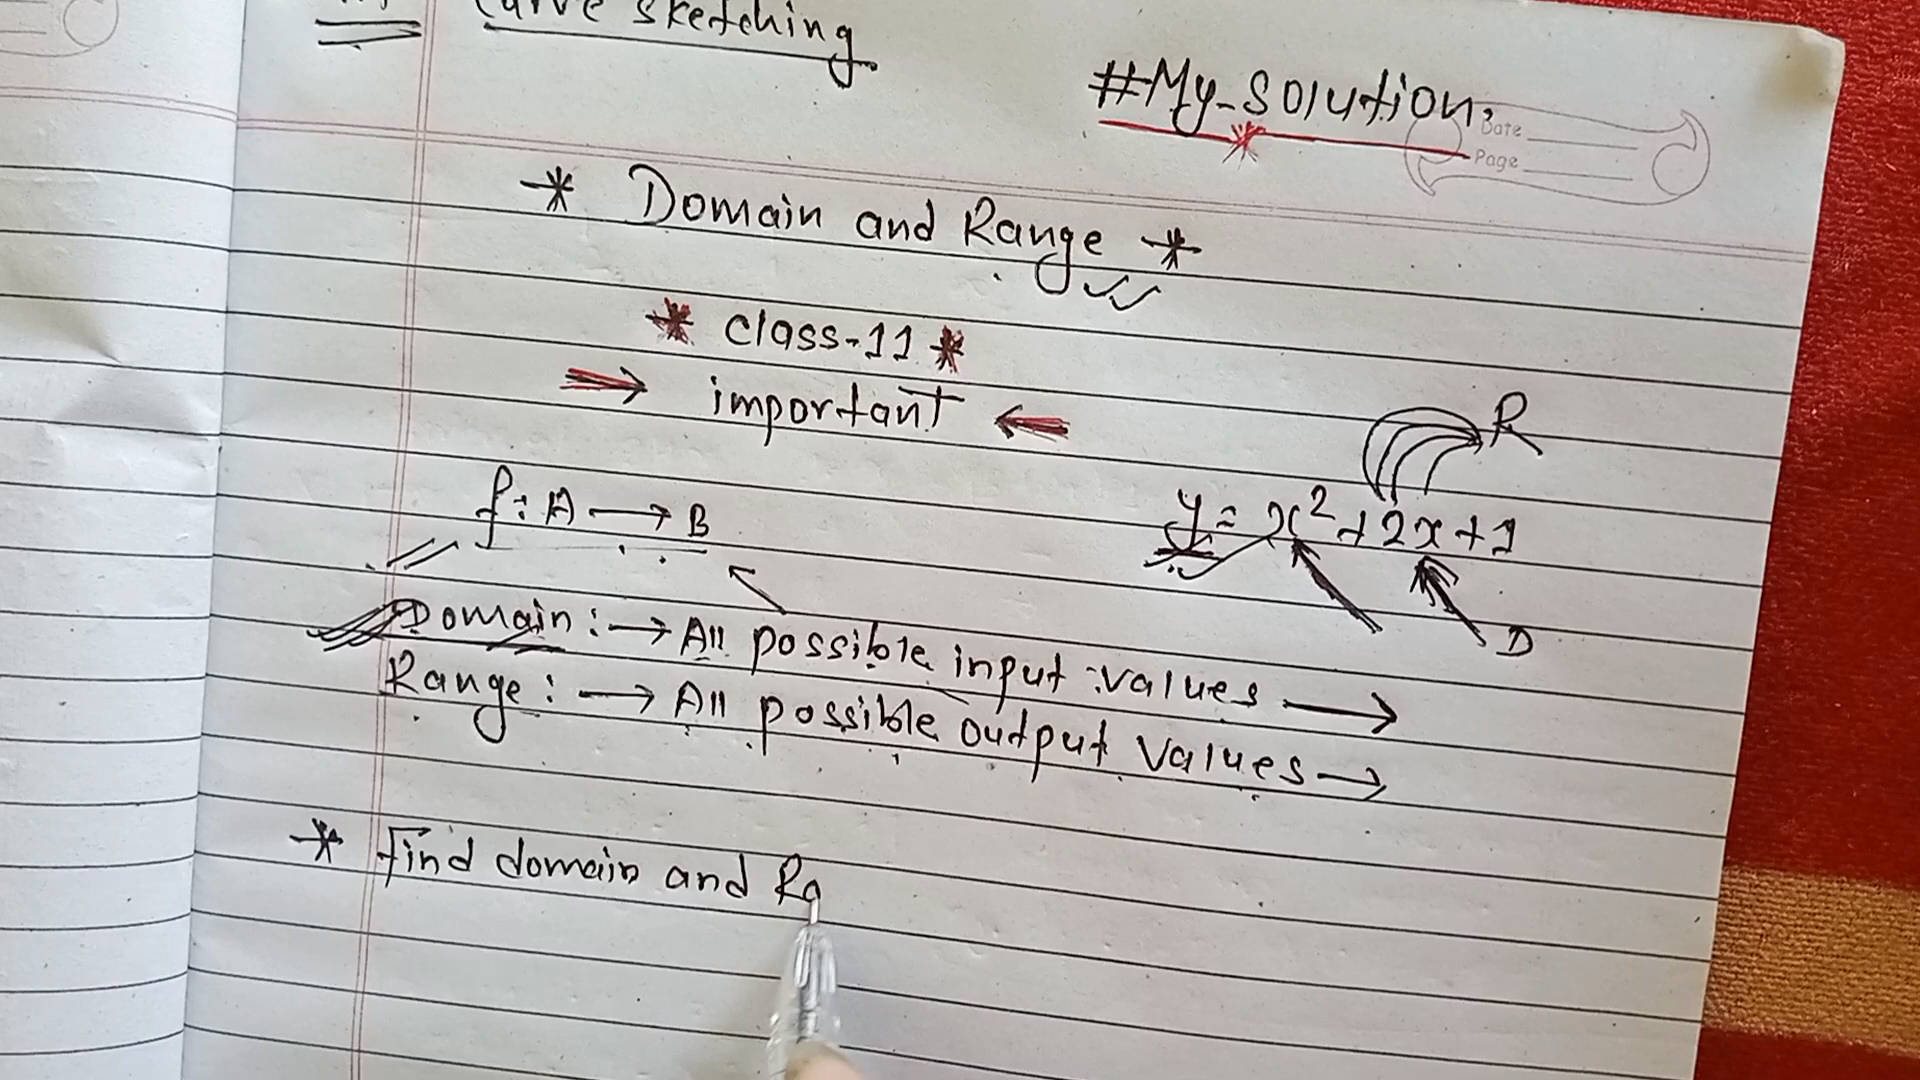 curve sketching
#My-Solution.
Date
Page
* Domain and Range *
* class-11 *
⇒ important ⇐
R
f: A → B
y = x² + 2x + 1
D
Domain :→ All possible input values →
Range : → All possible output values →
* Find domain and Ra